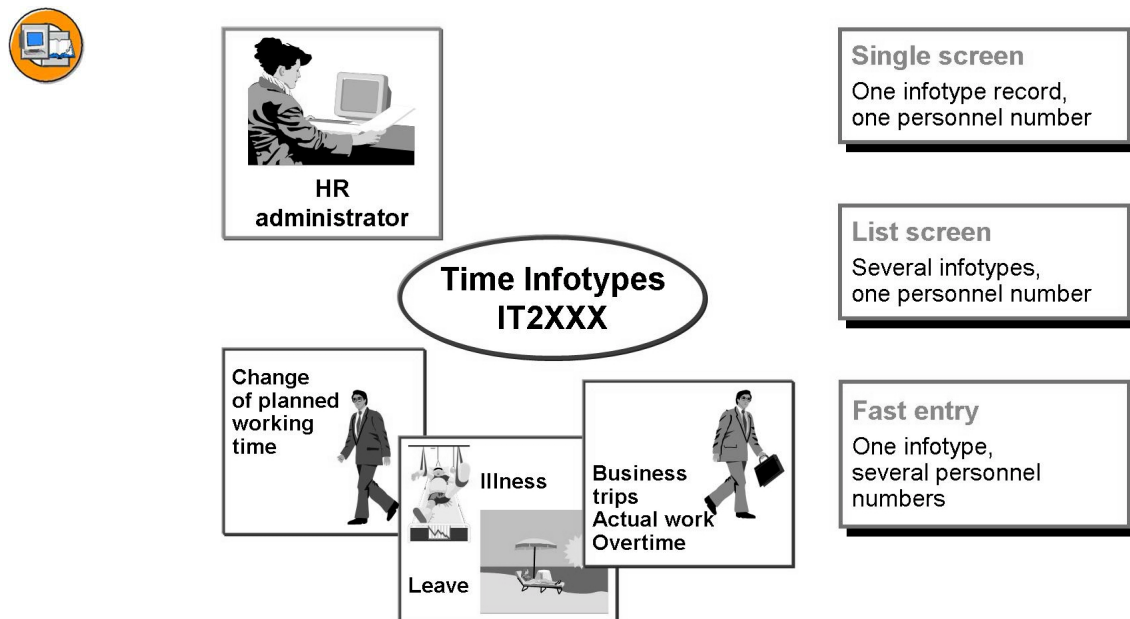 HR
administrator
Time Infotypes
IT2XXX
Change
of planned
working
time
Illness
Leave
Business
trips
Actual work
Overtime
Single screen
One infotype record,
one personnel number
List screen
Several infotypes,
one personnel number
Fast entry
One infotype,
several personnel
numbers